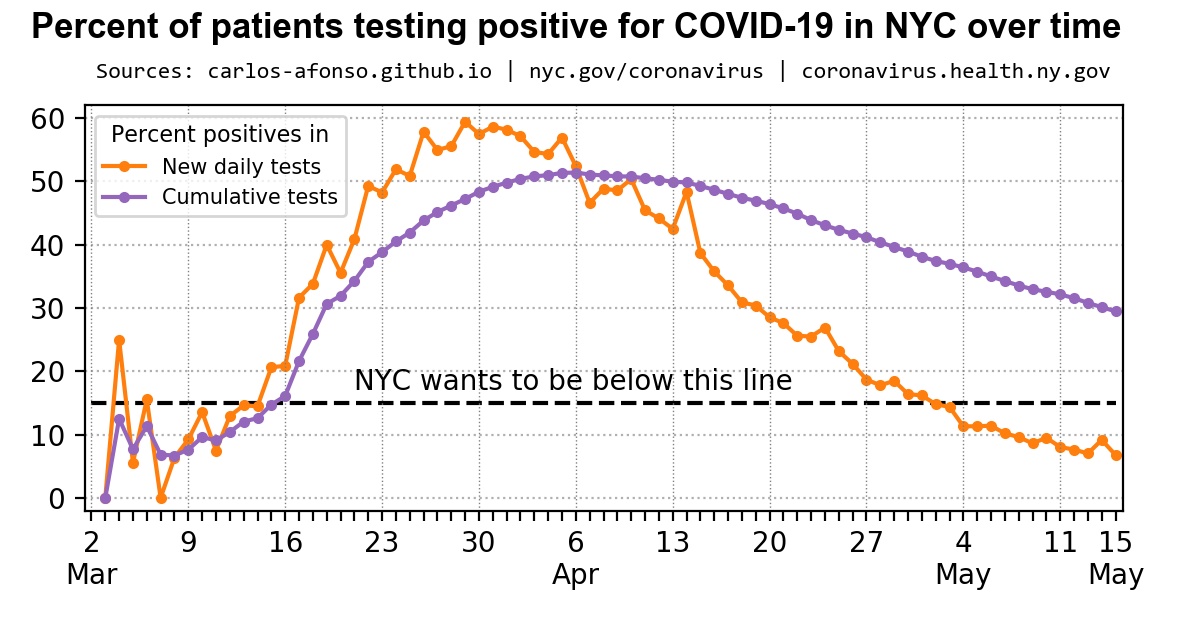 Percent of patients testing positive for COVID-19 in NYC over time
Sources: carlos-afonso.github.io | nyc.gov/coronavirus | coronavirus.health.ny.gov
Percent positives in
New daily tests
Cumulative tests
60
50
40
30
20
10
0
NYC wants to be below this line
2 9 16 23 30 6 13 20 27 4 11 15
Mar Apr May May